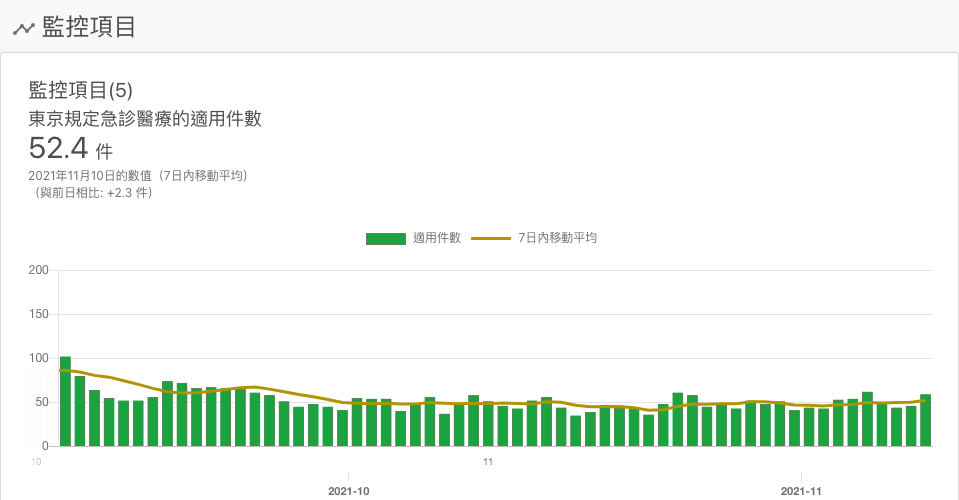 監控項目
監控項目(5)
東京規定急診醫療的適用件數
52.4 件
2021年11月10日的數值（7日內移動平均）
（與前日相比: +2.3 件）
適用件數 7日內移動平均
200
150
100
50
0
10 11
2021-10 2021-11